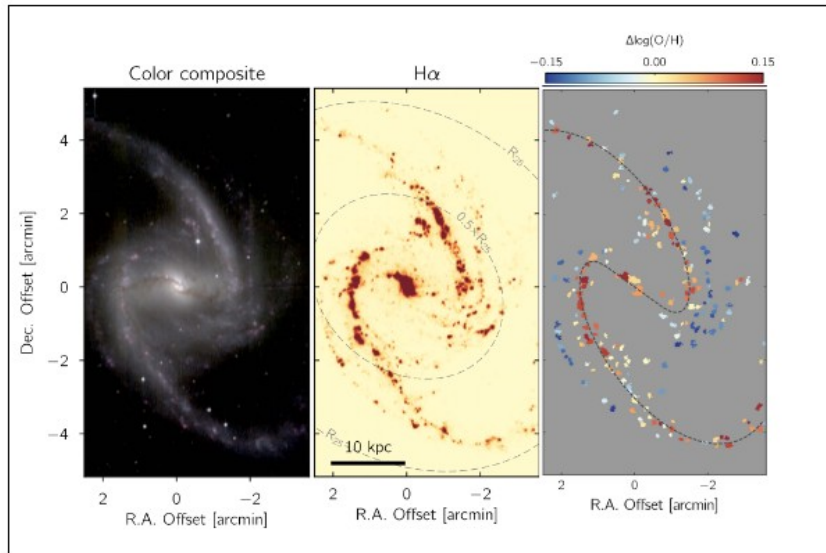 Δlog(O/H)
−0.15 0.00 0.15
Color composite
Hα
4
2
0
−2
−4
Dec. Offset [arcmin]
R₂₅
0.5×R₂₅
R₂₅
10 kpc
2 0 −2
R.A. Offset [arcmin]
2 0 −2
R.A. Offset [arcmin]
2 0 −2
R.A. Offset [arcmin]